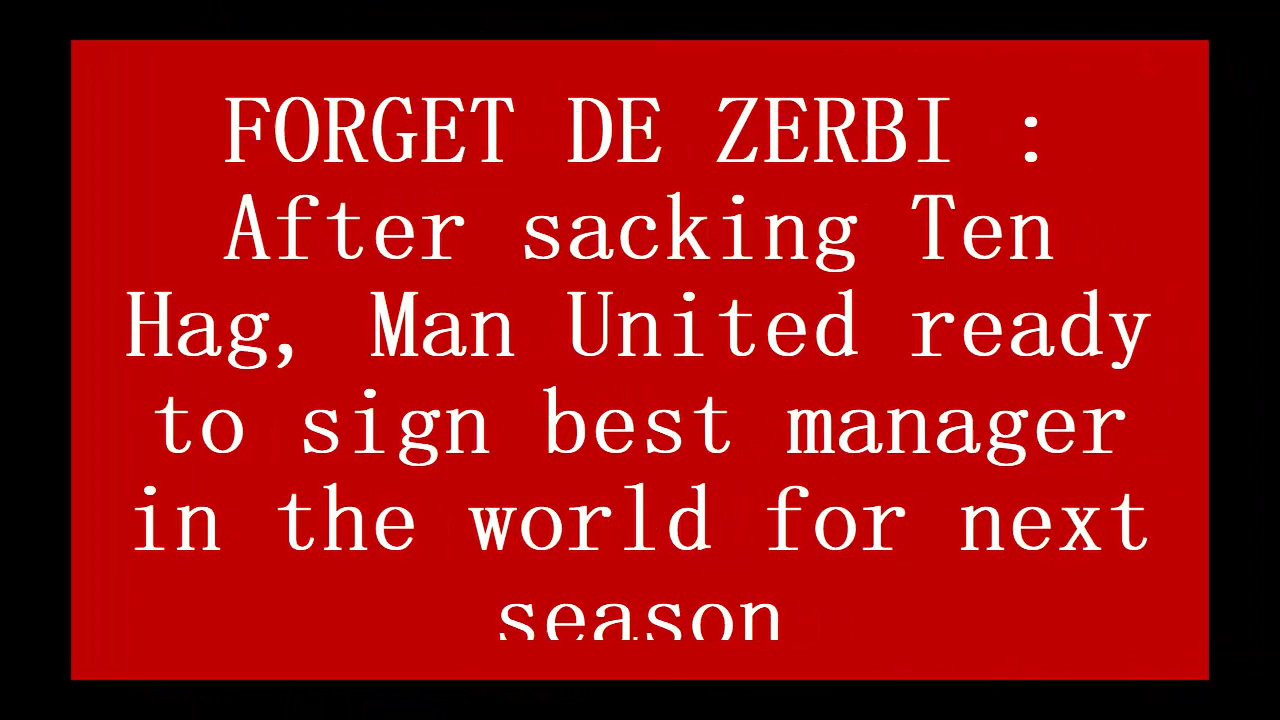 FORGET DE ZERBI :
After sacking Ten
Hag, Man United ready
to sign best manager
in the world for next
season